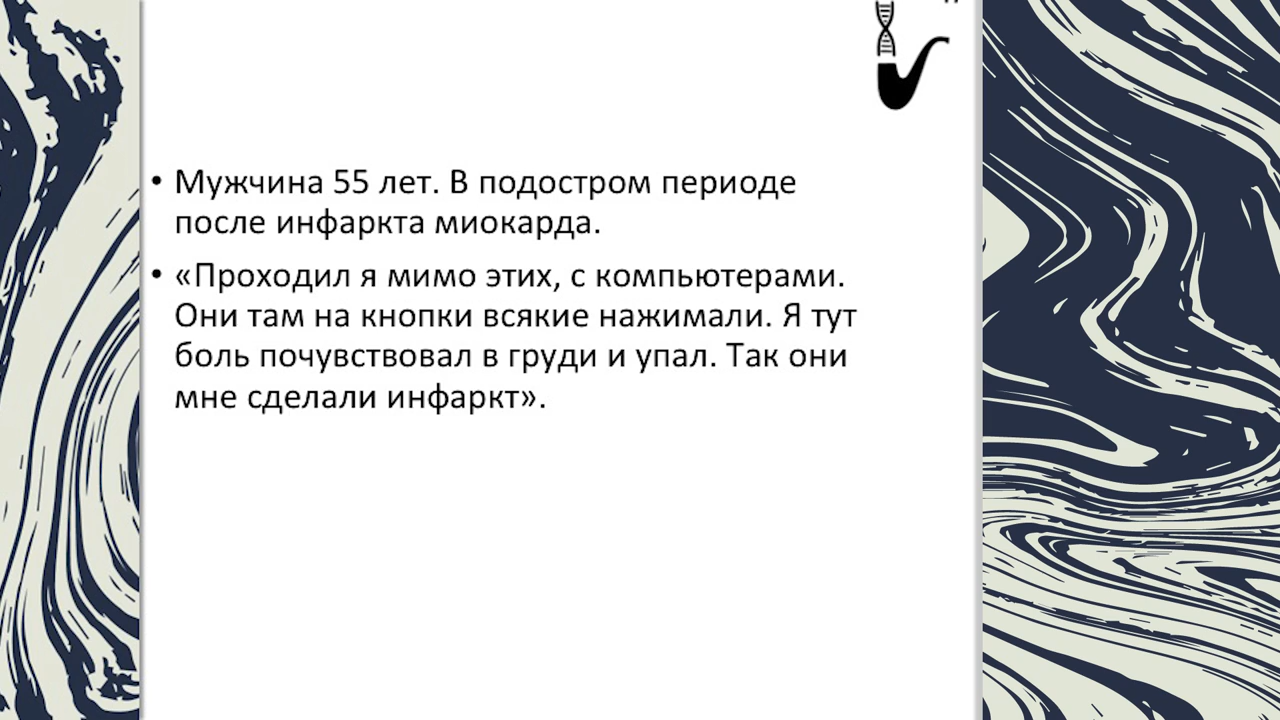 • Мужчина 55 лет. В подостром периоде
после инфаркта миокарда.
• «Проходил я мимо этих, с компьютерами.
Они там на кнопки всякие нажимали. Я тут
боль почувствовал в груди и упал. Так они
мне сделали инфаркт».